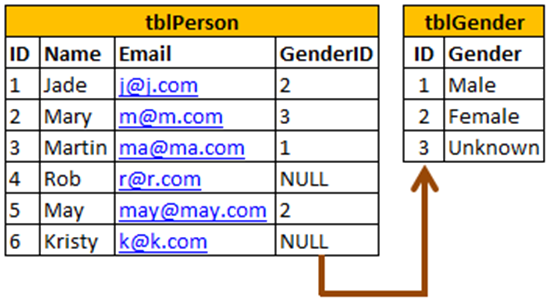 tblPerson
ID Name Email GenderID
1 Jade j@j.com 2
2 Mary m@m.com 3
3 Martin ma@ma.com 1
4 Rob r@r.com NULL
5 May may@may.com 2
6 Kristy k@k.com NULL
tblGender
ID Gender
1 Male
2 Female
3 Unknown